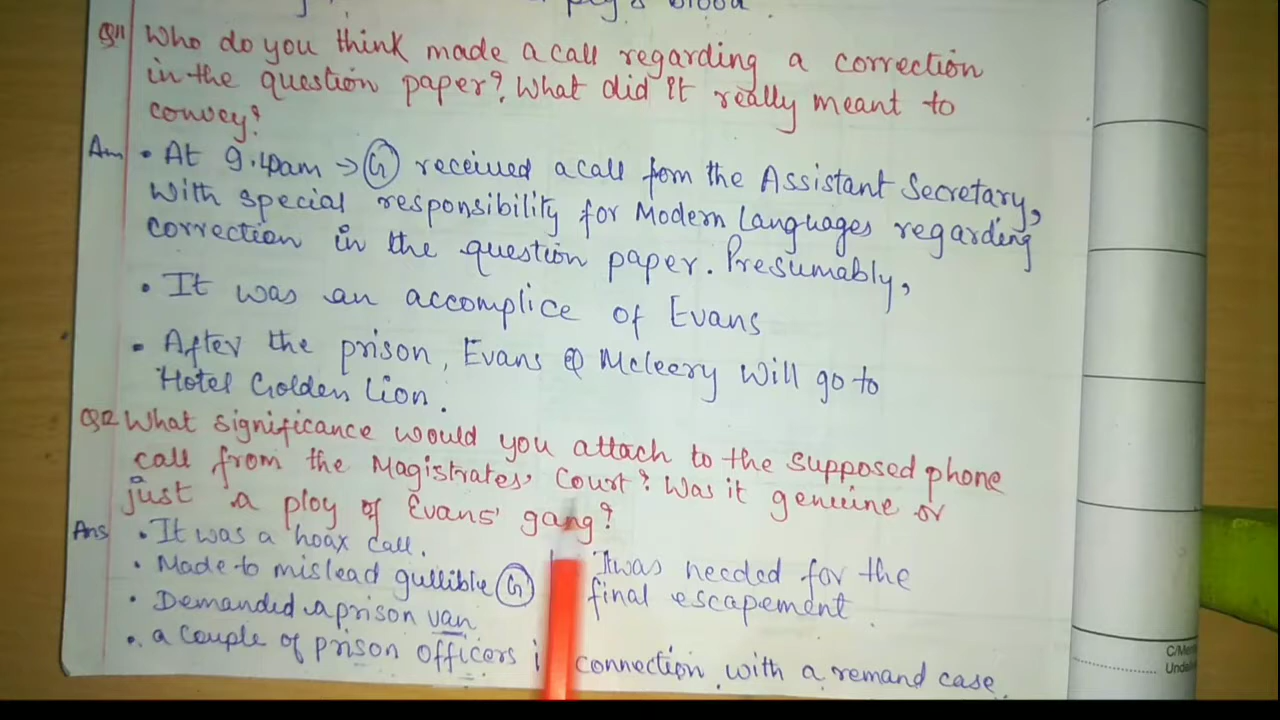 pig's blood.
Q11 Who do you think made a call regarding a correction
in the question paper? What did it really meant to
convey?
Ans • At 9.40am → G received a call fom the Assistant Secretary,
With special responsibility for Modern Languages regarding
correction in the question paper. Presumably,
• It was an accomplice of Evans
• After the prison, Evans @ Mcleery will go to
Hotel Golden Lion.
Q12 What significance would you attach to the supposed phone
call from the Magistrates' Court? Was it genuine or
just a ploy of Evans' gang?
Ans • It was a hoax call.
• Made to mislead gullible G
• Demanded a prison van
• a couple of prison officers i connection with a remand case.
It was needed for the
final escapement.